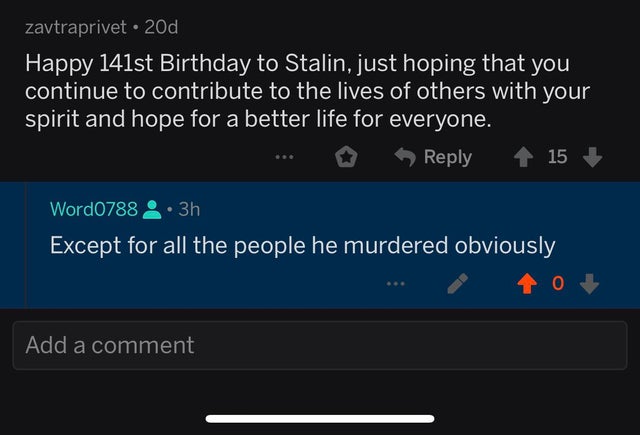 zavtraprivet • 20d
Happy 141st Birthday to Stalin, just hoping that you
continue to contribute to the lives of others with your
spirit and hope for a better life for everyone.
... Reply 15
Word0788 • 3h
Except for all the people he murdered obviously
... 0
Add a comment